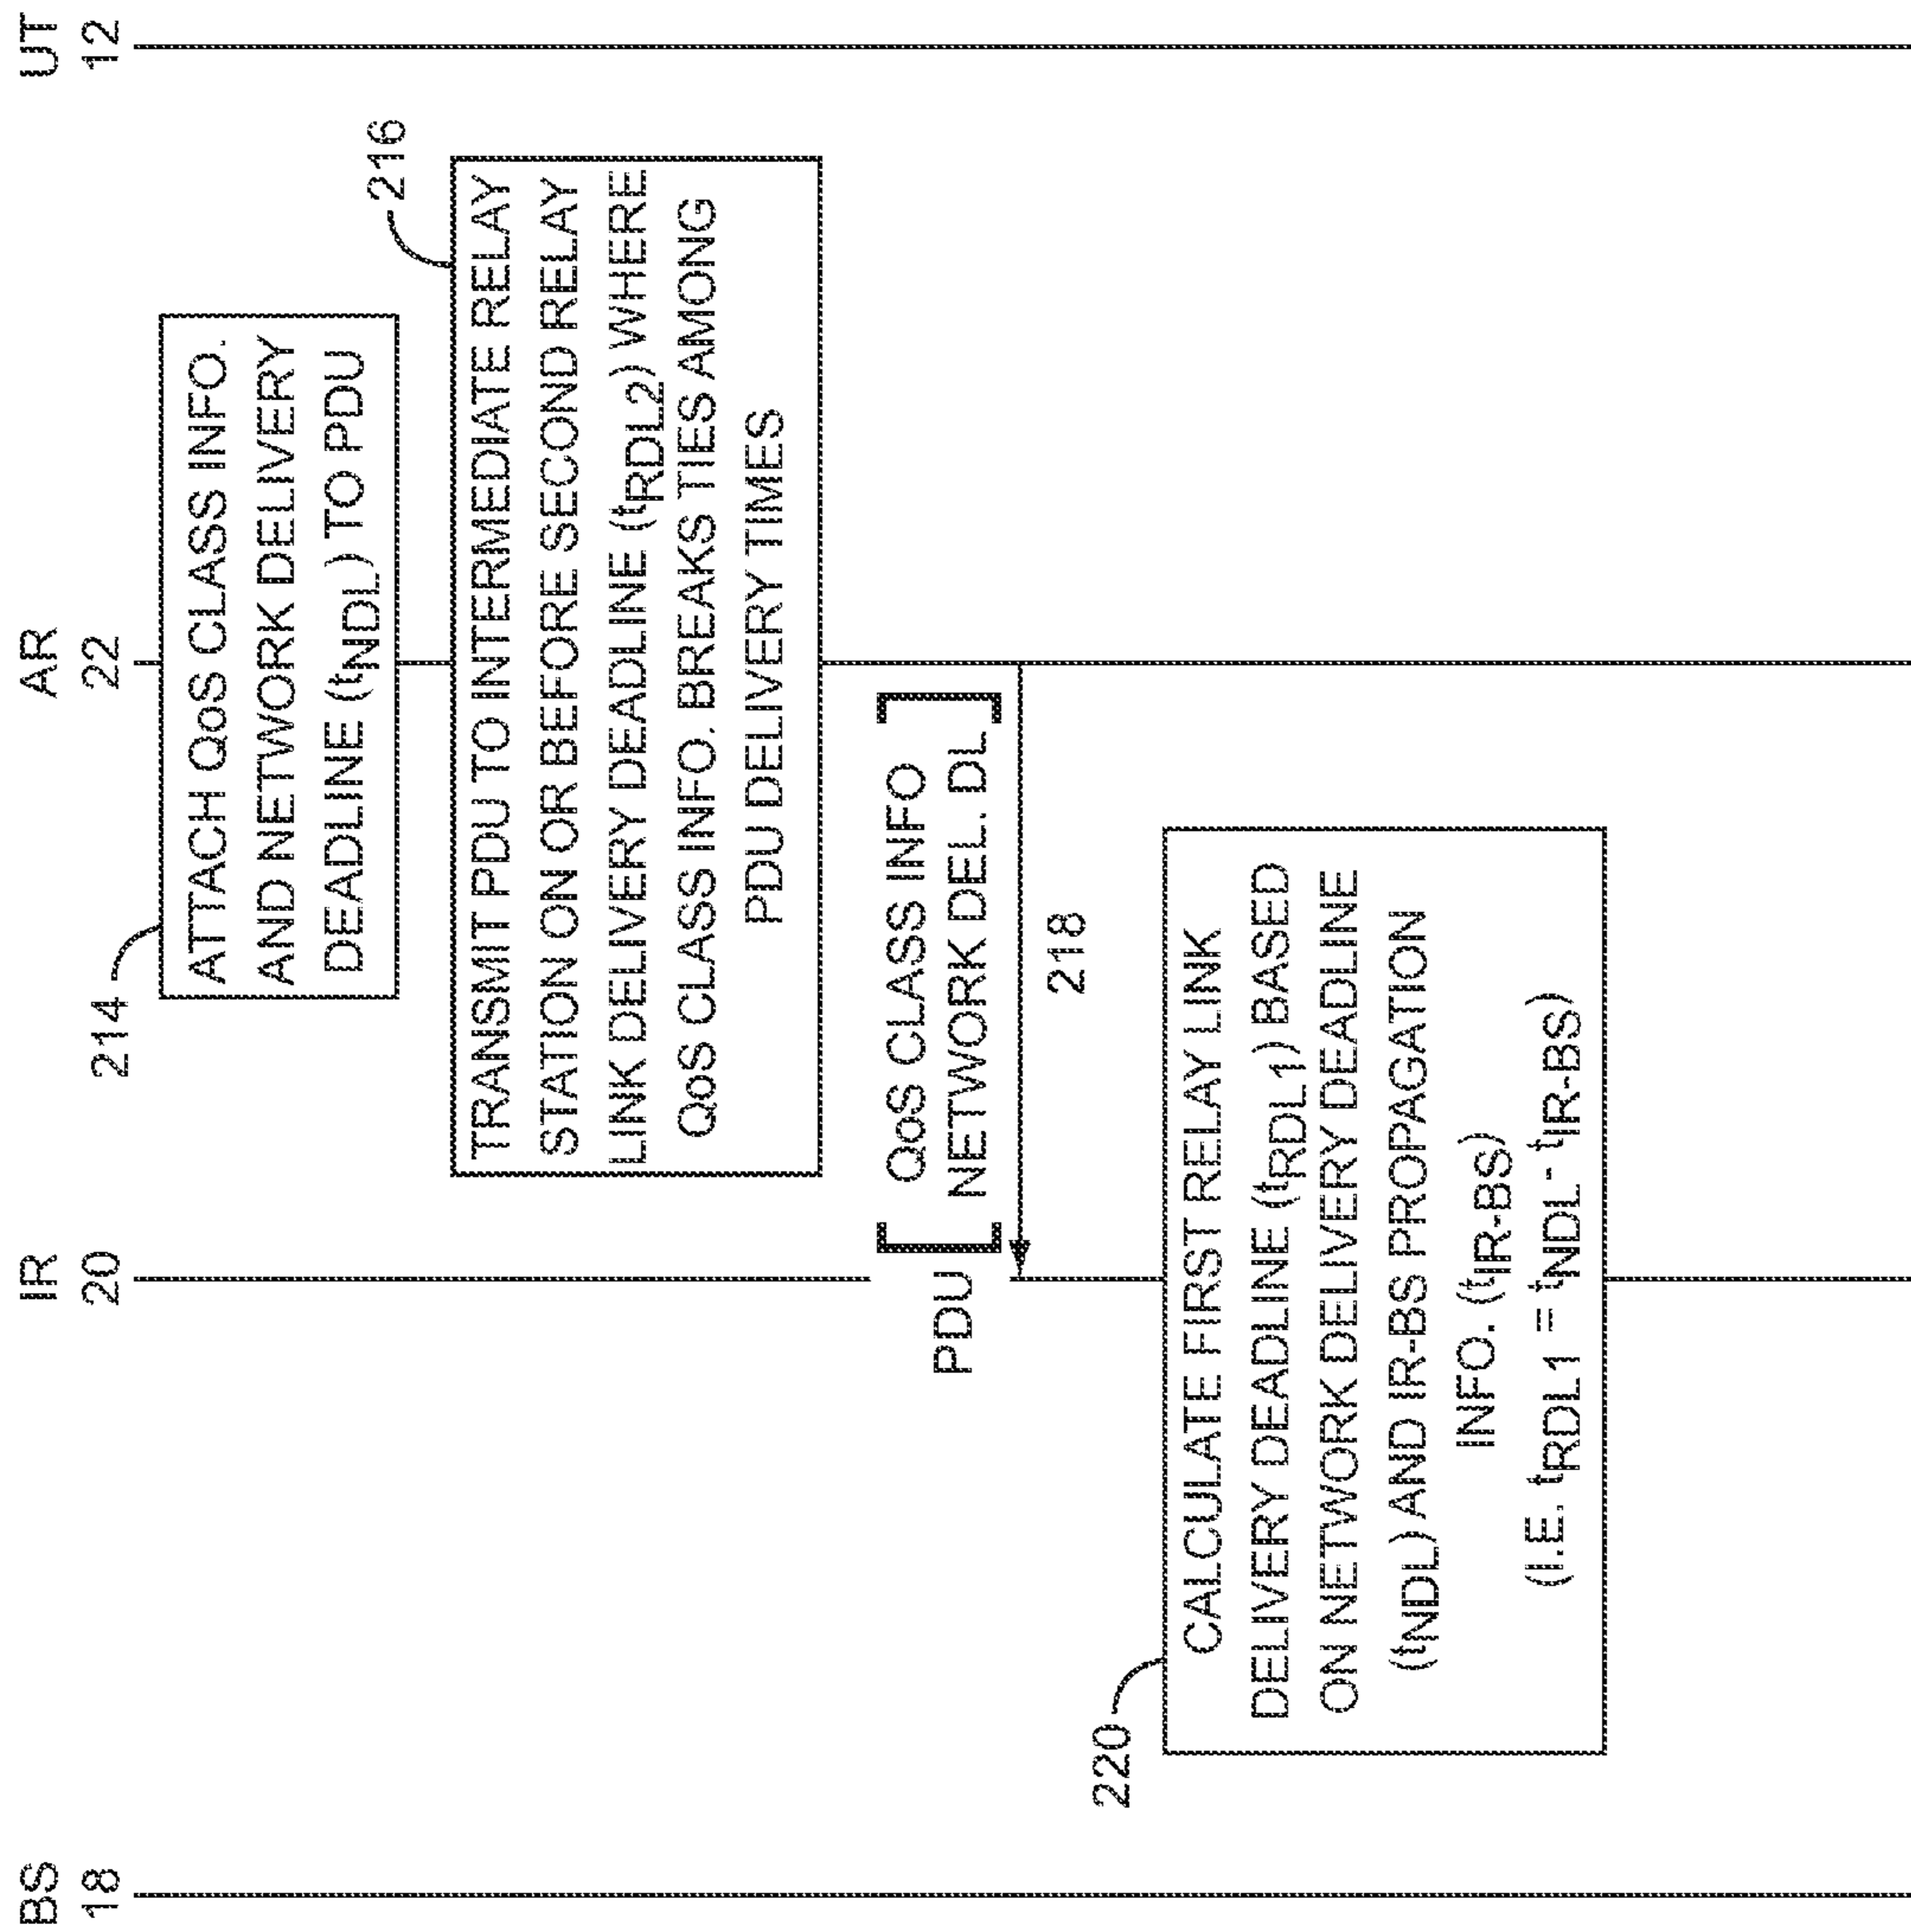 BS
18
IR
20
AR
22
UT
12
214
ATTACH QoS CLASS INFO.
AND NETWORK DELIVERY
DEADLINE (tNDL) TO PDU
216
TRANSMIT PDU TO INTERMEDIATE RELAY
STATION ON OR BEFORE SECOND RELAY
LINK DELIVERY DEADLINE (tRDL2) WHERE
QoS CLASS INFO. BREAKS TIES AMONG
PDU DELIVERY TIMES
PDU
QoS CLASS INFO
NETWORK DEL. DL
218
220
CALCULATE FIRST RELAY LINK
DELIVERY DEADLINE (tRDL1) BASED
ON NETWORK DELIVERY DEADLINE
(tNDL) AND IR-BS PROPAGATION
INFO. (tIR-BS)
(I.E. tRDL1 = tNDL - tIR-BS)